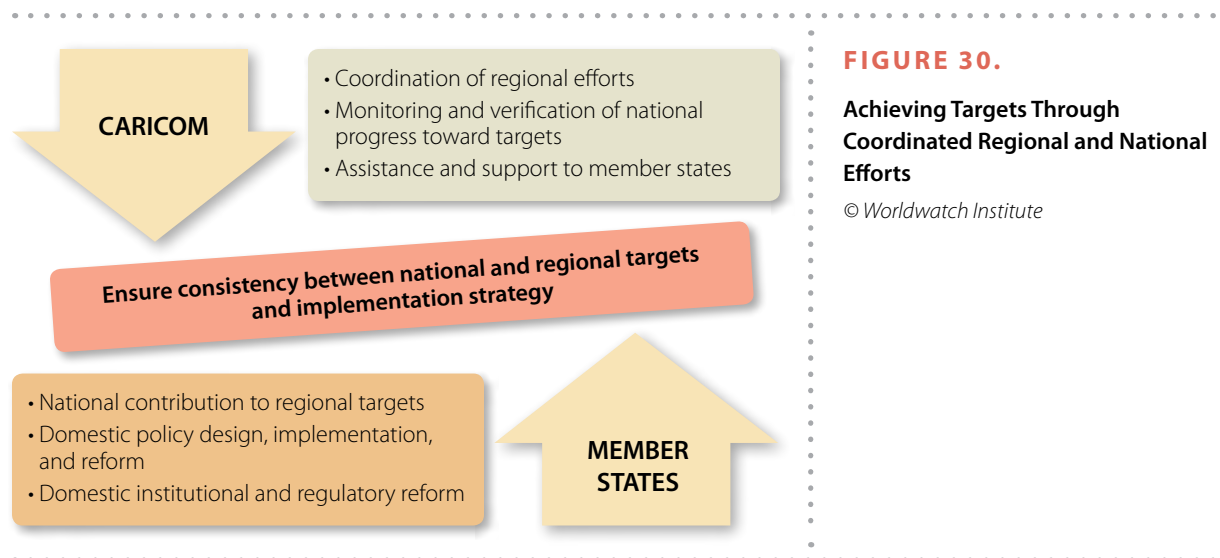 CARICOM
• Coordination of regional efforts
• Monitoring and verification of national
progress toward targets
• Assistance and support to member states
Ensure consistency between national and regional targets
and implementation strategy
• National contribution to regional targets
• Domestic policy design, implementation,
and reform
• Domestic institutional and regulatory reform
MEMBER
STATES
FIGURE 30.
Achieving Targets Through
Coordinated Regional and National
Efforts
© Worldwatch Institute